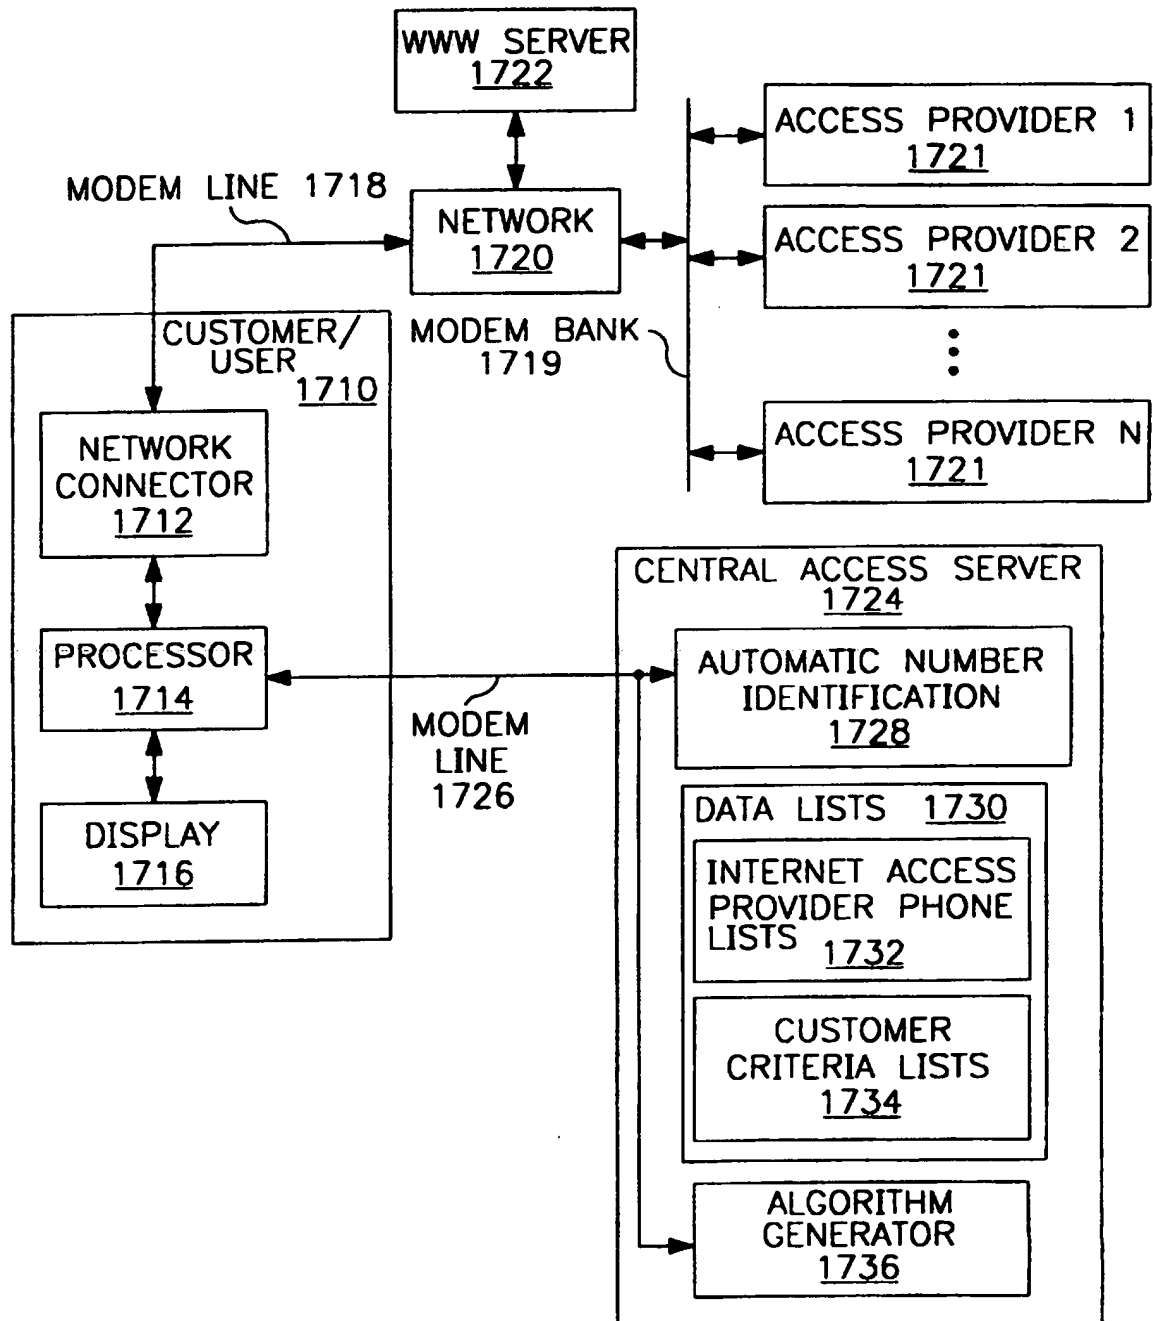 WWW SERVER
1722
ACCESS PROVIDER 1
1721
MODEM LINE 1718
NETWORK
1720
ACCESS PROVIDER 2
1721
MODEM BANK
1719
ACCESS PROVIDER N
1721
CUSTOMER/
USER
1710
NETWORK
CONNECTOR
1712
PROCESSOR
1714
DISPLAY
1716
MODEM
LINE
1726
CENTRAL ACCESS SERVER
1724
AUTOMATIC NUMBER
IDENTIFICATION
1728
DATA LISTS 1730
INTERNET ACCESS
PROVIDER PHONE
LISTS 1732
CUSTOMER
CRITERIA LISTS
1734
ALGORITHM
GENERATOR
1736